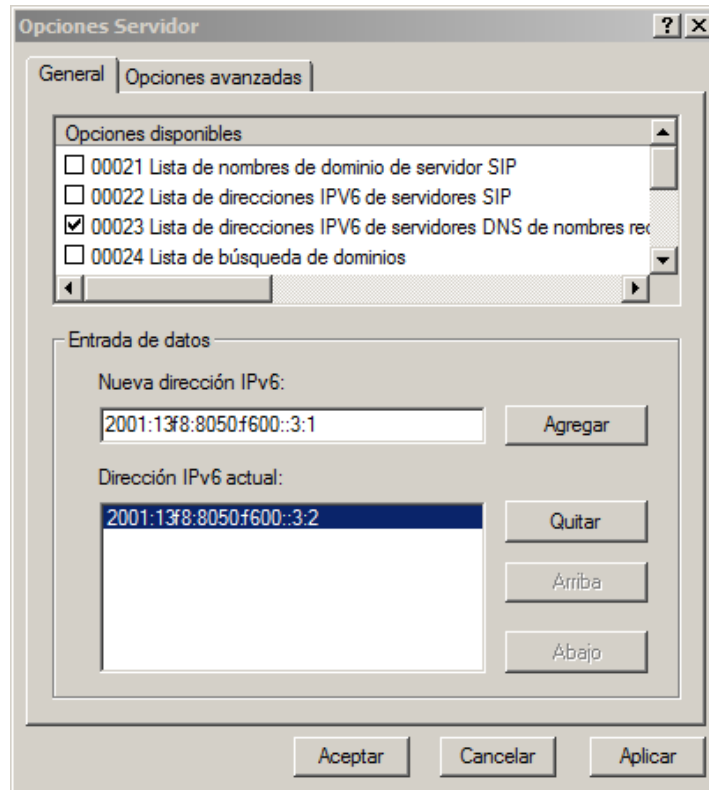 Opciones Servidor
General
Opciones avanzadas
Opciones disponibles
00021 Lista de nombres de dominio de servidor SIP
00022 Lista de direcciones IPV6 de servidores SIP
00023 Lista de direcciones IPV6 de servidores DNS de nombres rec
00024 Lista de búsqueda de dominios
Entrada de datos
Nueva dirección IPv6:
2001:13f8:8050:f600::3:1
Agregar
Dirección IPv6 actual:
2001:13f8:8050:f600::3:2
Quitar
Arriba
Abajo
Aceptar
Cancelar
Aplicar